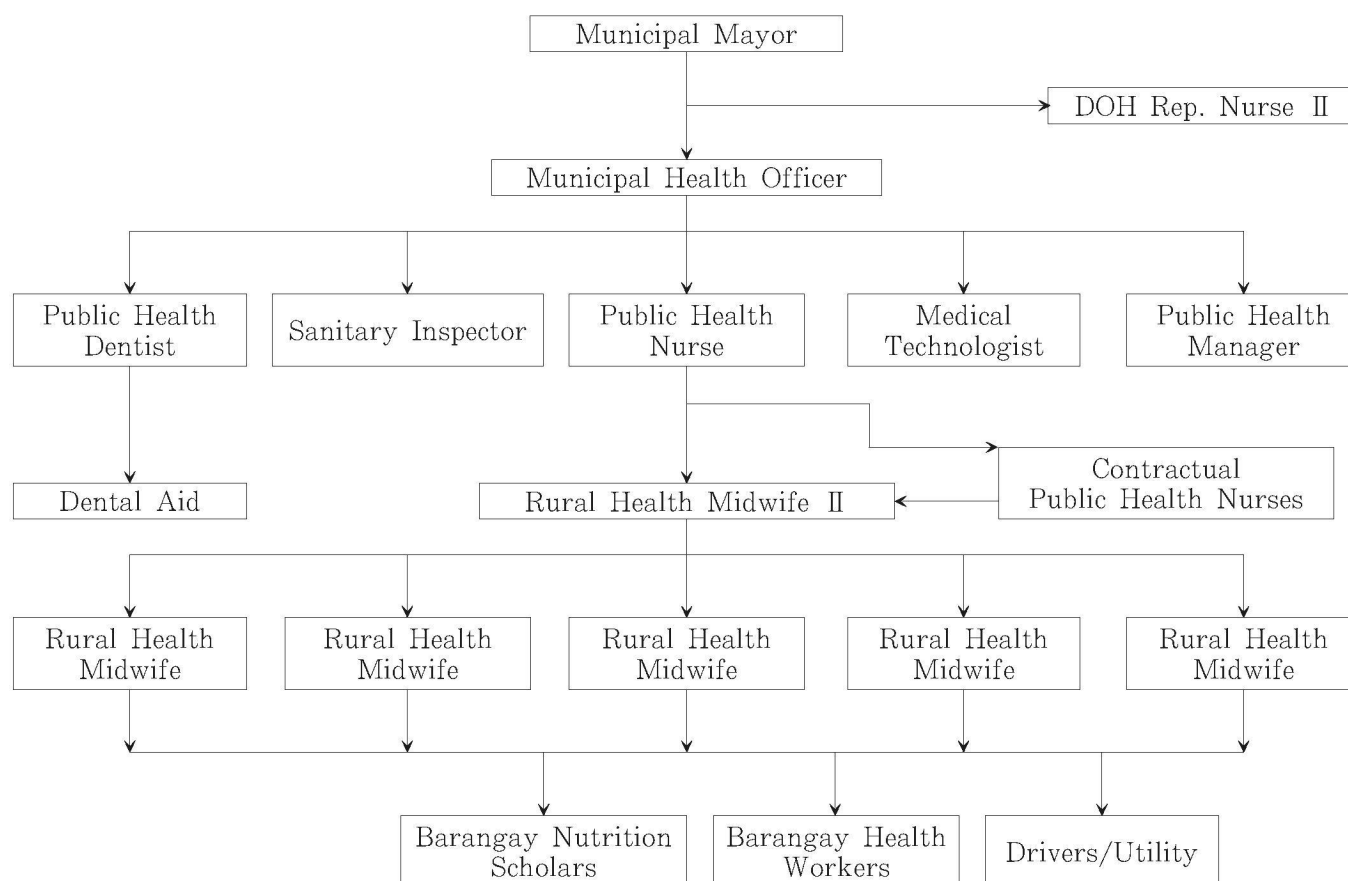 Municipal Mayor
DOH Rep. Nurse II
Municipal Health Officer
Public Health
Dentist
Sanitary Inspector
Public Health
Nurse
Medical
Technologist
Public Health
Manager
Contractual
Public Health Nurses
Dental Aid
Rural Health Midwife II
Rural Health
Midwife
Rural Health
Midwife
Rural Health
Midwife
Rural Health
Midwife
Rural Health
Midwife
Barangay Nutrition
Scholars
Barangay Health
Workers
Drivers/Utility